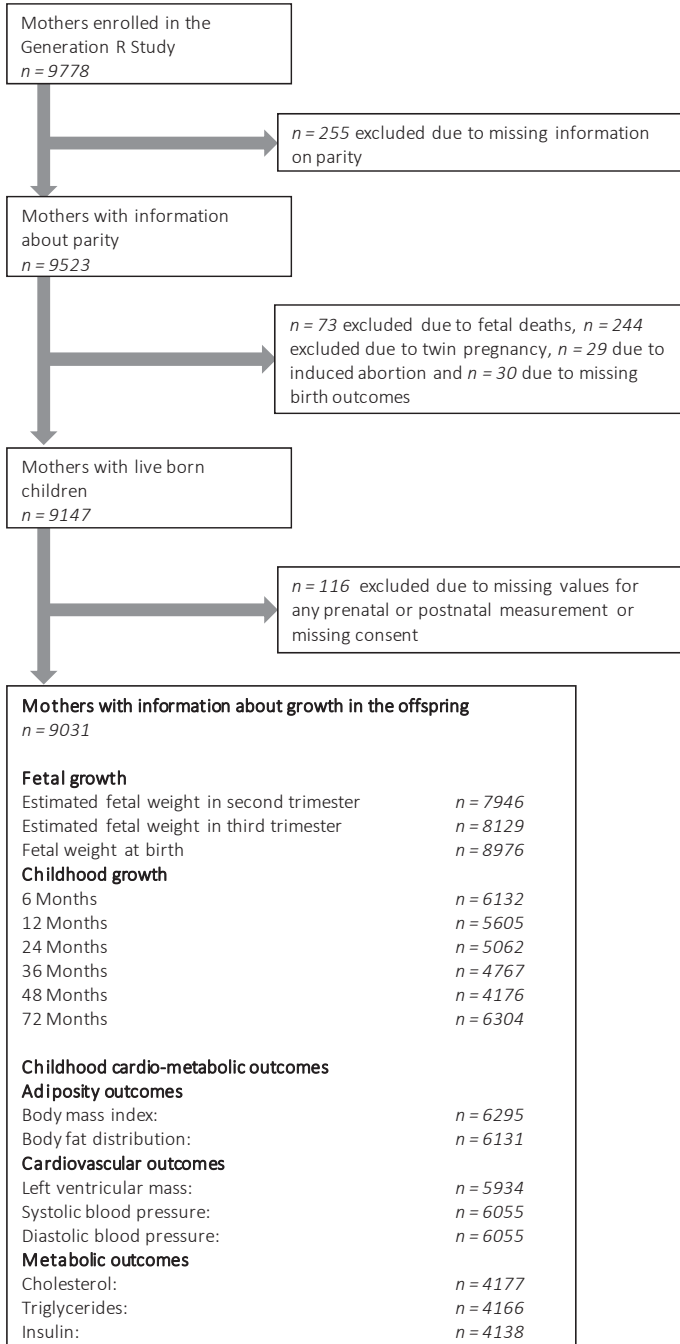 Mothers enrolled in the
Generation R Study
n = 9778
n = 255 excluded due to missing information
on parity
Mothers with information
about parity
n = 9523
n = 73 excluded due to fetal deaths, n = 244
excluded due to twin pregnancy, n = 29 due to
induced abortion and n = 30 due to missing
birth outcomes
Mothers with live born
children
n = 9147
n = 116 excluded due to missing values for
any prenatal or postnatal measurement or
missing consent
Mothers with information about growth in the offspring
n = 9031
Fetal growth
Estimated fetal weight in second trimester n = 7946
Estimated fetal weight in third trimester n = 8129
Fetal weight at birth n = 8976
Childhood growth
6 Months n = 6132
12 Months n = 5605
24 Months n = 5062
36 Months n = 4767
48 Months n = 4176
72 Months n = 6304
Childhood cardio-metabolic outcomes
Adiposity outcomes
Body mass index: n = 6295
Body fat distribution: n = 6131
Cardiovascular outcomes
Left ventricular mass: n = 5934
Systolic blood pressure: n = 6055
Diastolic blood pressure: n = 6055
Metabolic outcomes
Cholesterol: n = 4177
Triglycerides: n = 4166
Insulin: n = 4138